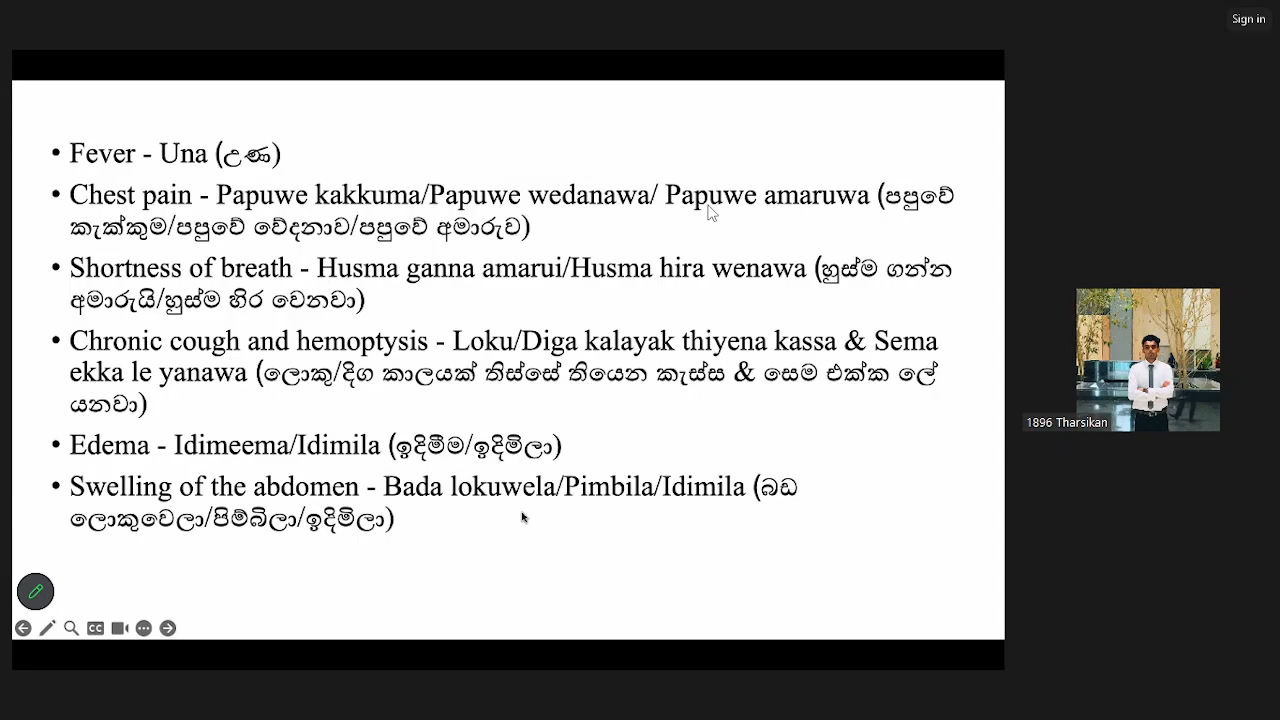 Sign in
• Fever - Una (උණ)
• Chest pain - Papuwe kakkuma/Papuwe wedanawa/ Papuwe amaruwa (පපුවේ
කැක්කුම/පපුවේ වේදනාව/පපුවේ අමාරුව)
• Shortness of breath - Husma ganna amarui/Husma hira wenawa (හුස්ම ගන්න
අමාරුයි/හුස්ම හිර වෙනවා)
• Chronic cough and hemoptysis - Loku/Diga kalayak thiyena kassa & Sema
ekka le yanawa (ලොකු/දිග කාලයක් තිස්සේ තියෙන කැස්ස & සෙම එක්ක ලේ
යනවා)
• Edema - Idimeema/Idimila (ඉදිමීම/ඉදිමිලා)
• Swelling of the abdomen - Bada lokuwela/Pimbila/Idimila (බඩ
ලොකුවෙලා/පිම්බිලා/ඉදිමිලා)
1896 Tharsikan
CC